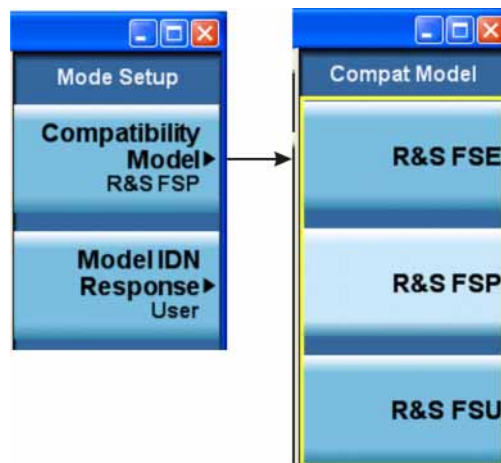 Mode Setup
Compatibility
Model
R&S FSP
Model IDN
Response
User
Compat Model
R&S FSE
R&S FSP
R&S FSU